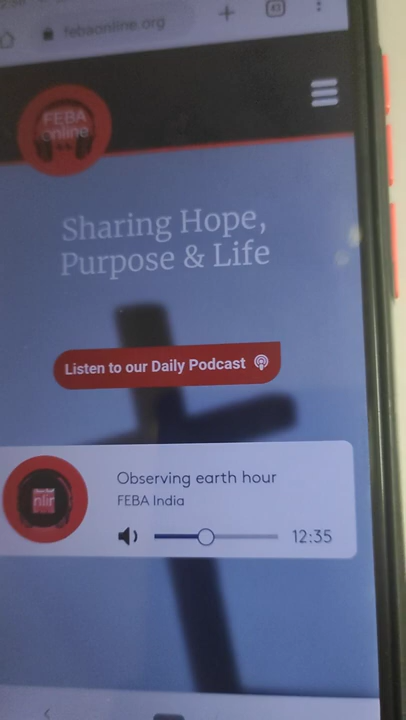 febaonline.org
FEBA
online
Sharing Hope,
Purpose & Life
Listen to our Daily Podcast
Observing earth hour
FEBA India
12:35